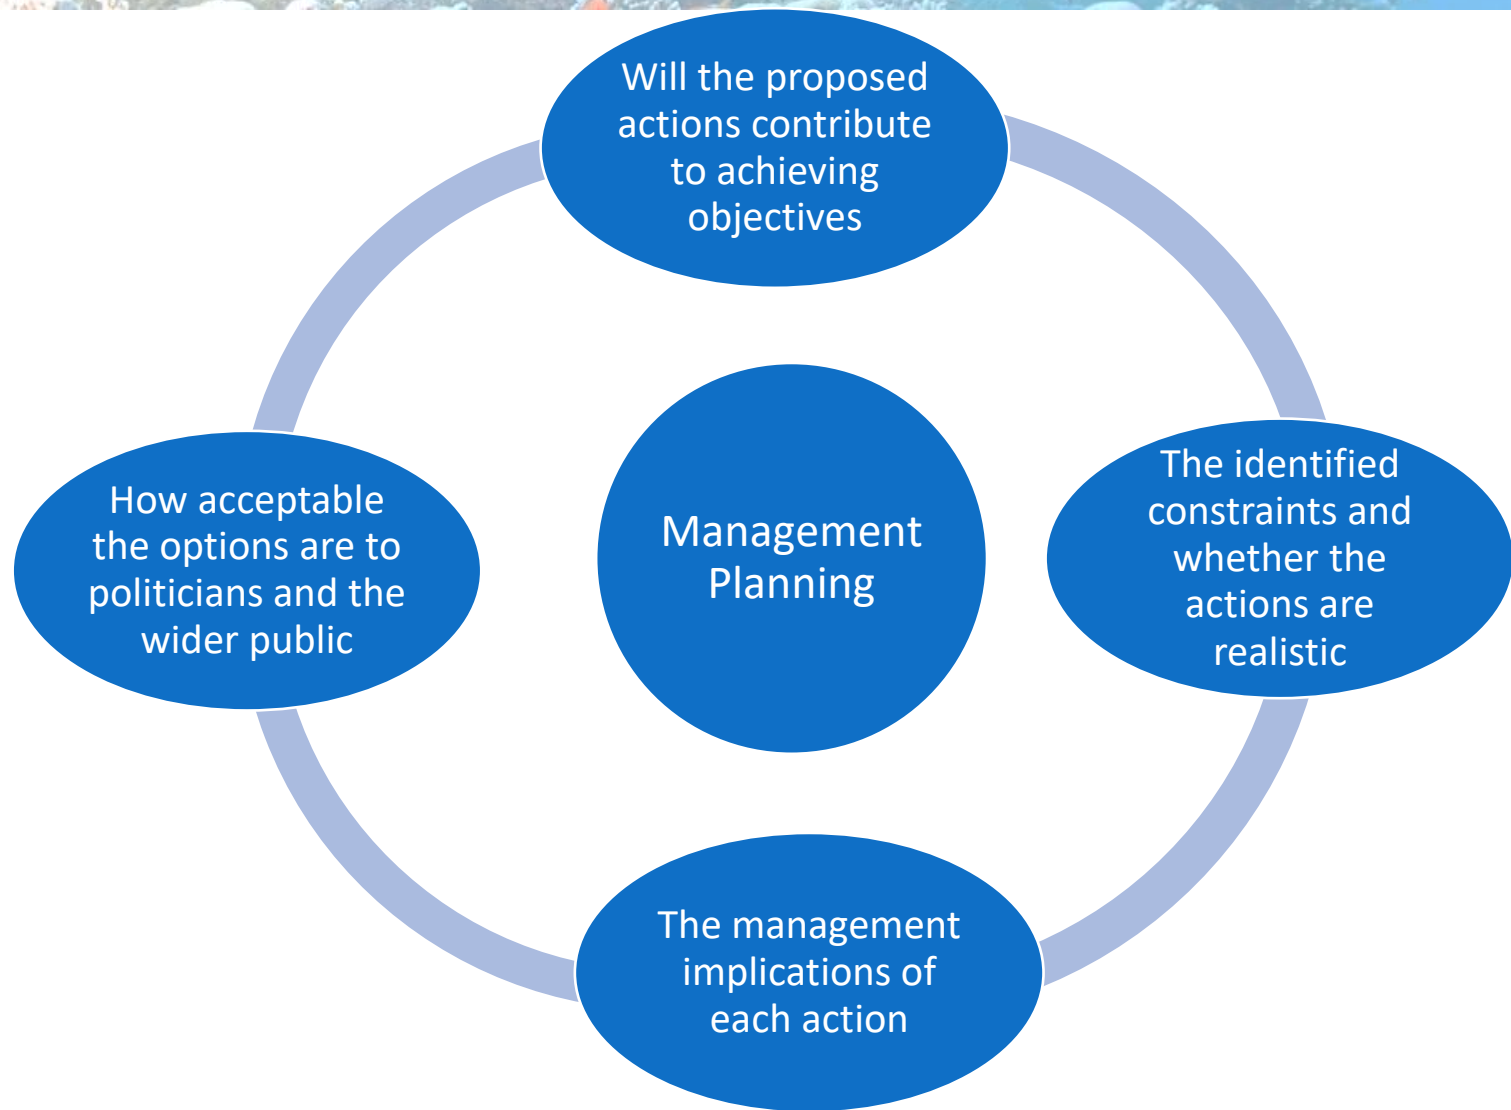 Will the proposed
actions contribute
to achieving
objectives
The identified
constraints and
whether the
actions are
realistic
The management
implications of
each action
How acceptable
the options are to
politicians and the
wider public
Management
Planning